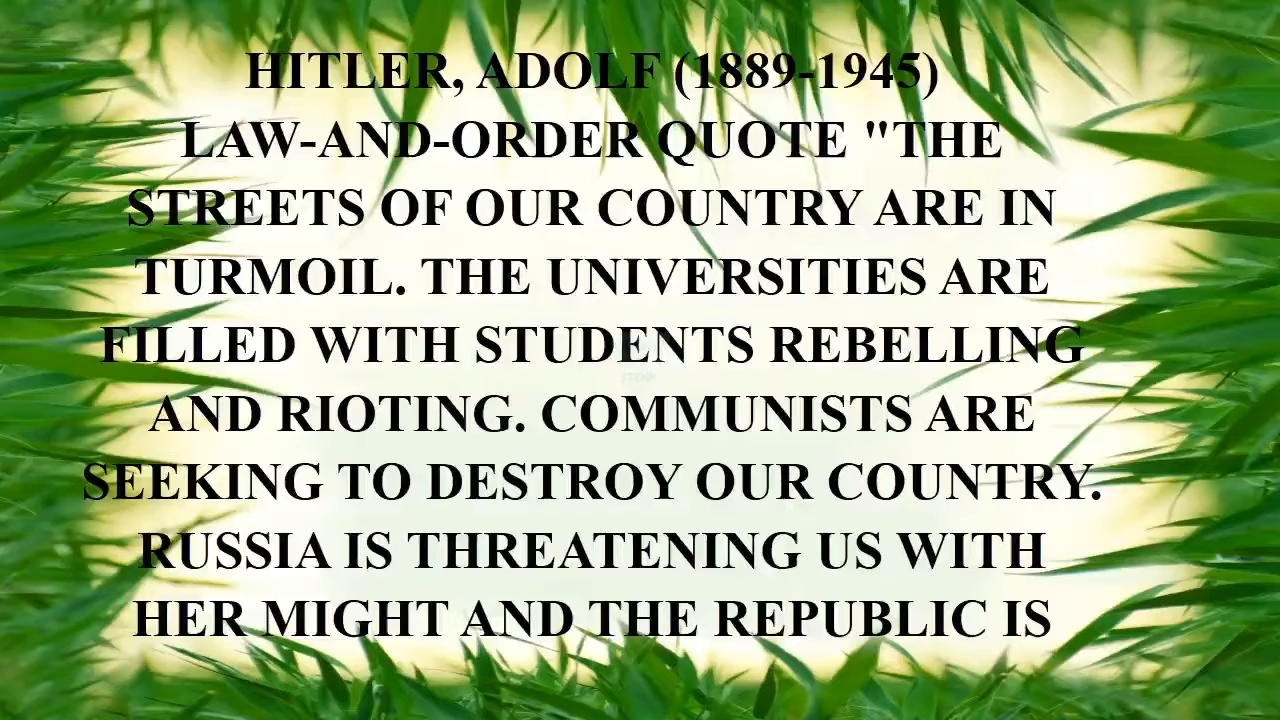 HITLER, ADOLF (1889-1945)
LAW-AND-ORDER QUOTE "THE
STREETS OF OUR COUNTRY ARE IN
TURMOIL. THE UNIVERSITIES ARE
FILLED WITH STUDENTS REBELLING
AND RIOTING. COMMUNISTS ARE
SEEKING TO DESTROY OUR COUNTRY.
RUSSIA IS THREATENING US WITH
HER MIGHT AND THE REPUBLIC IS